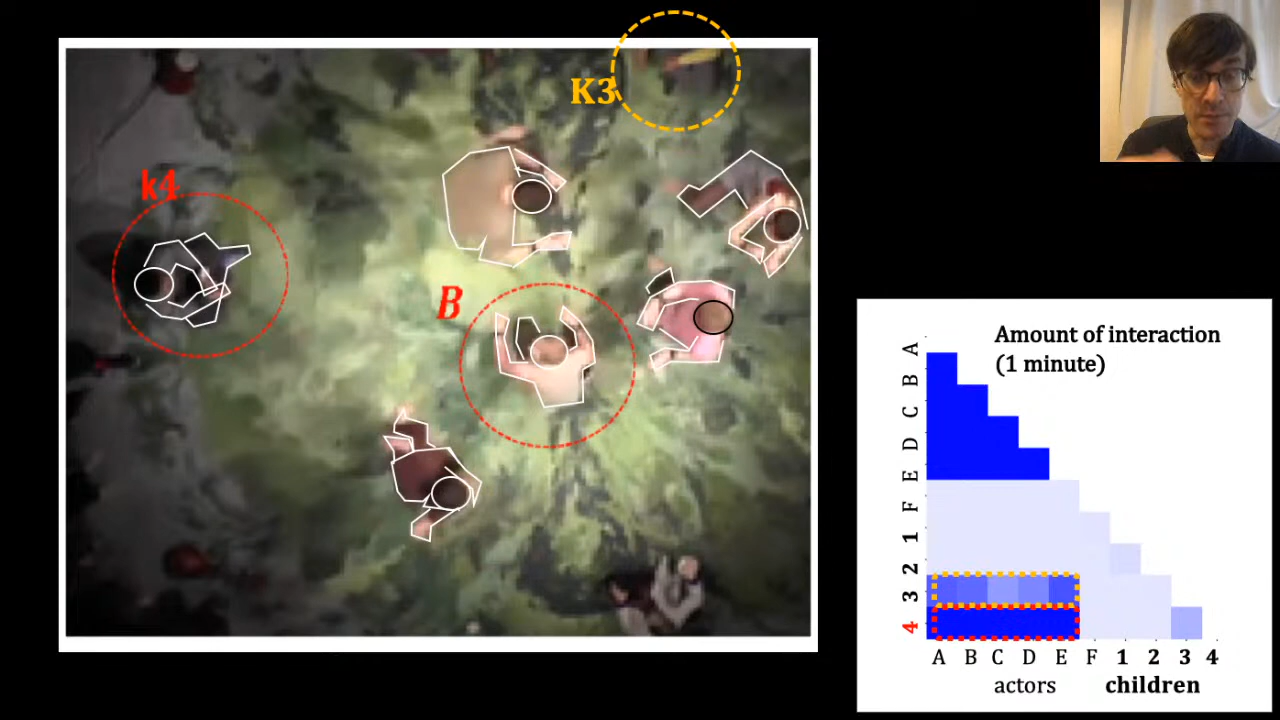 K3
k4
B
Amount of interaction
(1 minute)
A
B
C
D
E
F
1
2
3
4
A B C D E F 1 2 3 4
actors children